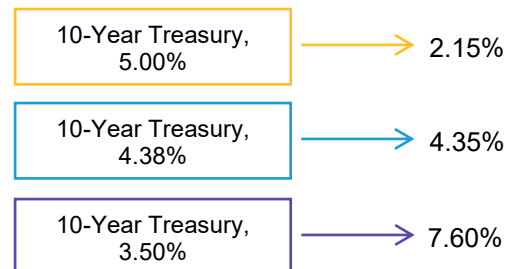 10-Year Treasury,
5.00%
2.15%
10-Year Treasury,
4.38%
4.35%
10-Year Treasury,
3.50%
7.60%